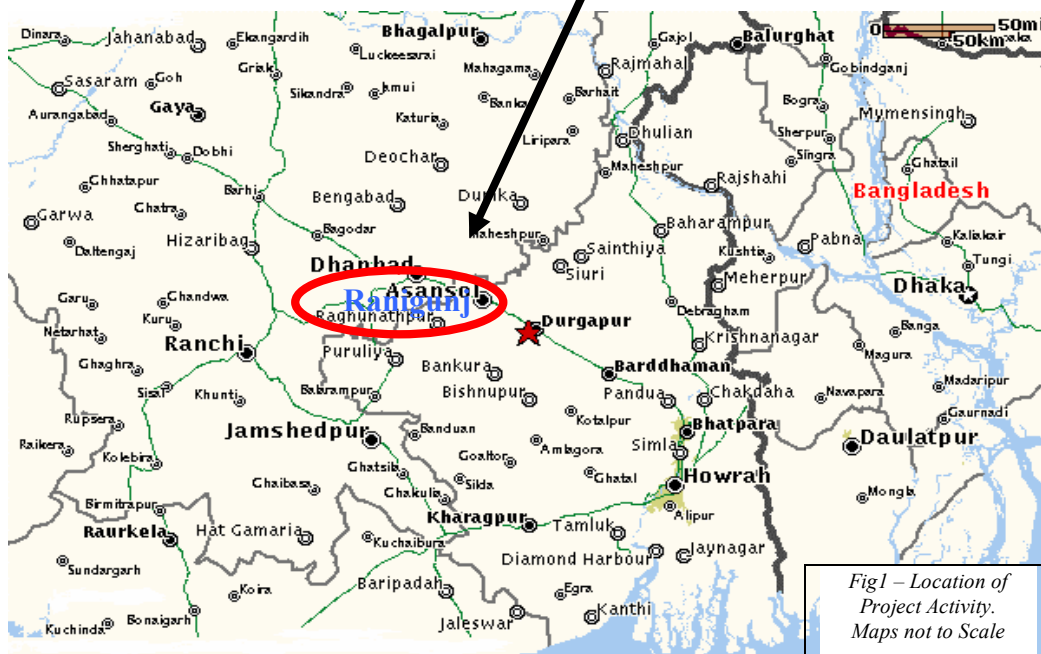 Dinara
Jahanabad
Ekangardih
Bhagalpur
Luckeesarai
Gajol
Balurghat
0 50mi
50km
Griak
Mahagama
Rajmahal
Gobindganj
Sasaram
Goh
Sikandra
Jamui
Banka
Barhait
Bogra
Mymensingh
Gaya
Aurangabad
Katuria
Liripara
Dhulian
Sherpur
Sherghati
Dobhi
Deochar
Maheshpur
Singra
Ghatail
Chhatapur
Barhi
Bengabad
Dumka
Rajshahi
Bangladesh
Garwa
Ghatra
Bagodar
Maheshpur
Baharampur
Pabna
Kaliakair
Daltengaj
Hizaribag
Sainthiya
Kushtia
Tungi
Dhanbad
Siuri
Meherpur
Dhaka
Garu
Chandwa
Asansol
Ranigunj
Raghunathpur
Debragham
Kuru
Durgapur
Krishnanagar
Banga
Netarhat
Ranchi
Puruliya
Bankura
Barddhaman
Magura
Ghaghra
Bishnupur
Pandua
Chakdaha
Madaripur
Sisai
Khunti
Balarampur
Navapara
Gaurnadi
Rupsera
Kotalpur
Bhatpara
Raikera
Jamshedpur
Banduan
Amlagora
Simla
Daulatpur
Kolebira
Goaltor
Ghatsila
Ghatal
Howrah
Chaibasa
Silda
Chakulia
Mongla
Birmitrapur
Alipur
Raurkela
Hat Gamaria
Kharagpur
Tamluk
Kuchaibura
Diamond Harbour
Jaynagar
Sundargarh
Koira
Baripadah
Egra
Kanthi
Kuchinda
Bonaigarh
Jaleswar
Fig1 – Location of
Project Activity.
Maps not to Scale